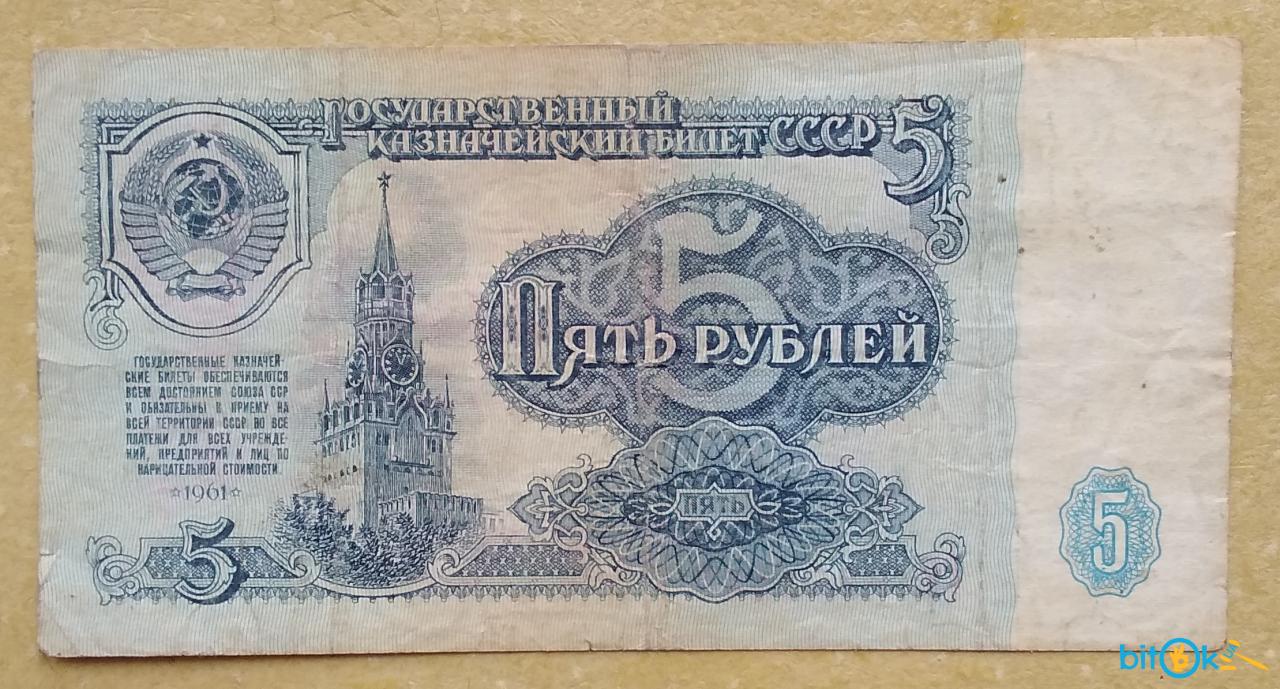 ГОСУДАРСТВЕННЫЙ
КАЗНАЧЕЙСКИЙ БИЛЕТ СССР 5
5
ПЯТЬ РУБЛЕЙ
ГОСУДАРСТВЕННЫЕ КАЗНАЧЕЙ-
СКИЕ БИЛЕТЫ ОБЕСПЕЧИВАЮТСЯ
ВСЕМ ДОСТОЯНИЕМ СОЮЗА ССР
И ОБЯЗАТЕЛЬНЫ К ПРИЕМУ НА
ВСЕЙ ТЕРРИТОРИИ СССР ВО ВСЕ
ПЛАТЕЖИ ДЛЯ ВСЕХ УЧРЕЖДЕ-
НИЙ, ПРЕДПРИЯТИЙ И ЛИЦ ПО
НАРИЦАТЕЛЬНОЙ СТОИМОСТИ.
☆1961☆
ПЯТЬ
5
5
bitok